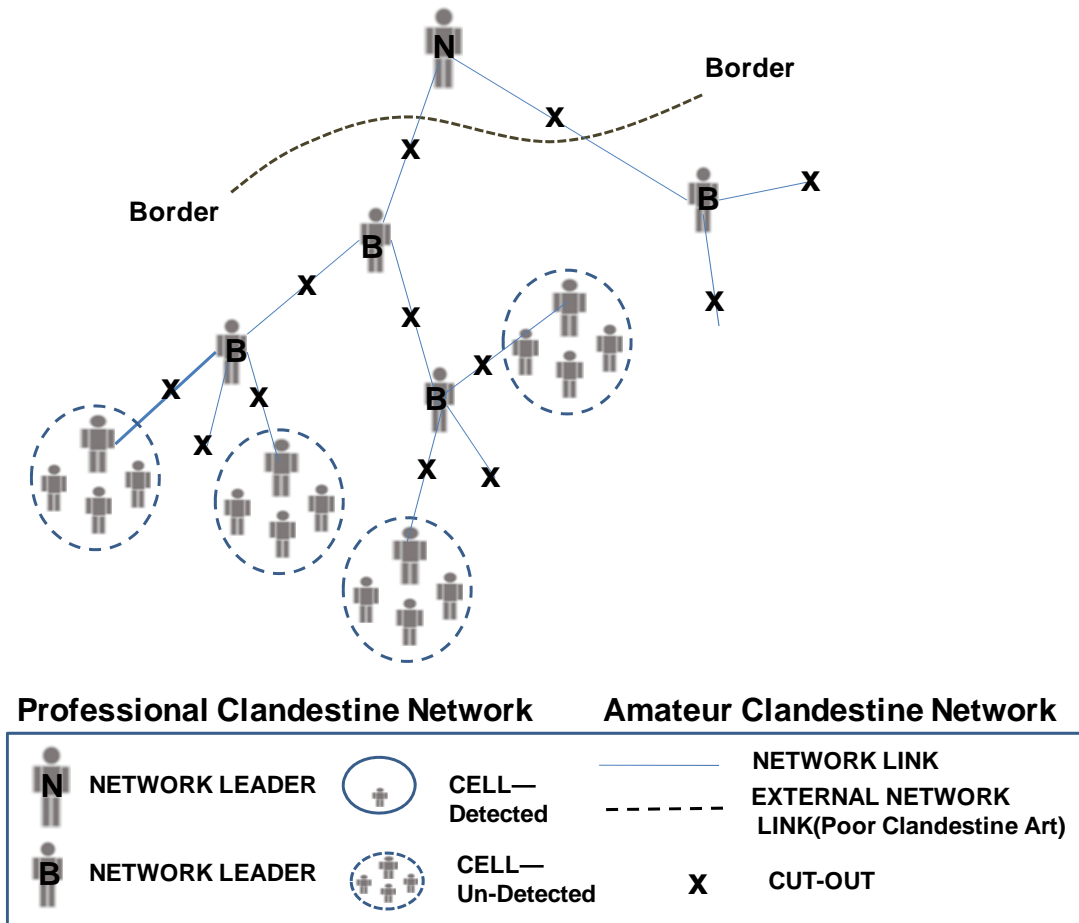 N
Border
X
X
Border
B
X
B
X
X
X
B
X
X
B
X
X
X
X
X
Professional Clandestine Network
Amateur Clandestine Network
N
NETWORK LEADER
CELL—
Detected
NETWORK LINK
EXTERNAL NETWORK
LINK(Poor Clandestine Art)
B
NETWORK LEADER
CELL—
Un-Detected
X
CUT-OUT